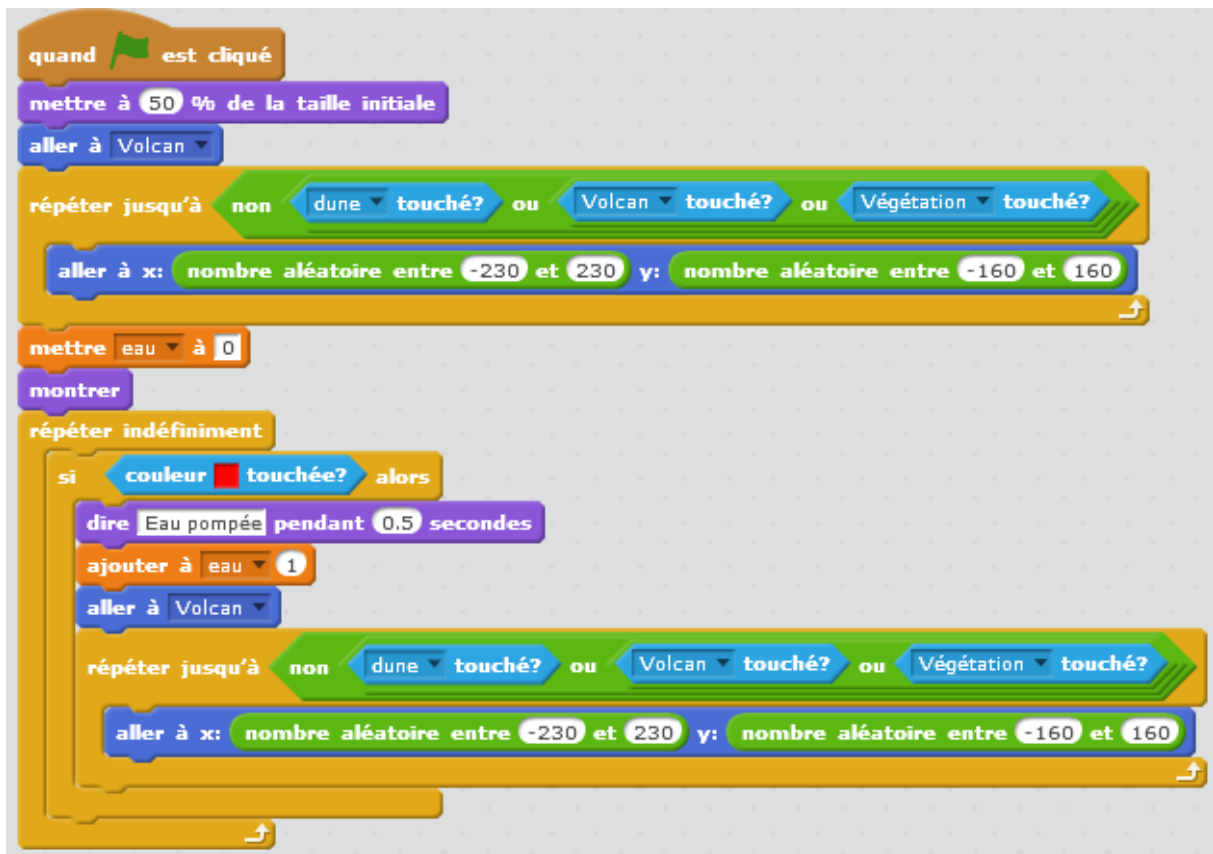 quand est cliqué
mettre à 50 % de la taille initiale
aller à Volcan
répéter jusqu'à non dune touché? ou Volcan touché? ou Végétation touché?
aller à x: nombre aléatoire entre -230 et 230 y: nombre aléatoire entre -160 et 160
mettre eau à 0
montrer
répéter indéfiniment
si couleur touchée? alors
dire Eau pompée pendant 0.5 secondes
ajouter à eau 1
aller à Volcan
répéter jusqu'à non dune touché? ou Volcan touché? ou Végétation touché?
aller à x: nombre aléatoire entre -230 et 230 y: nombre aléatoire entre -160 et 160